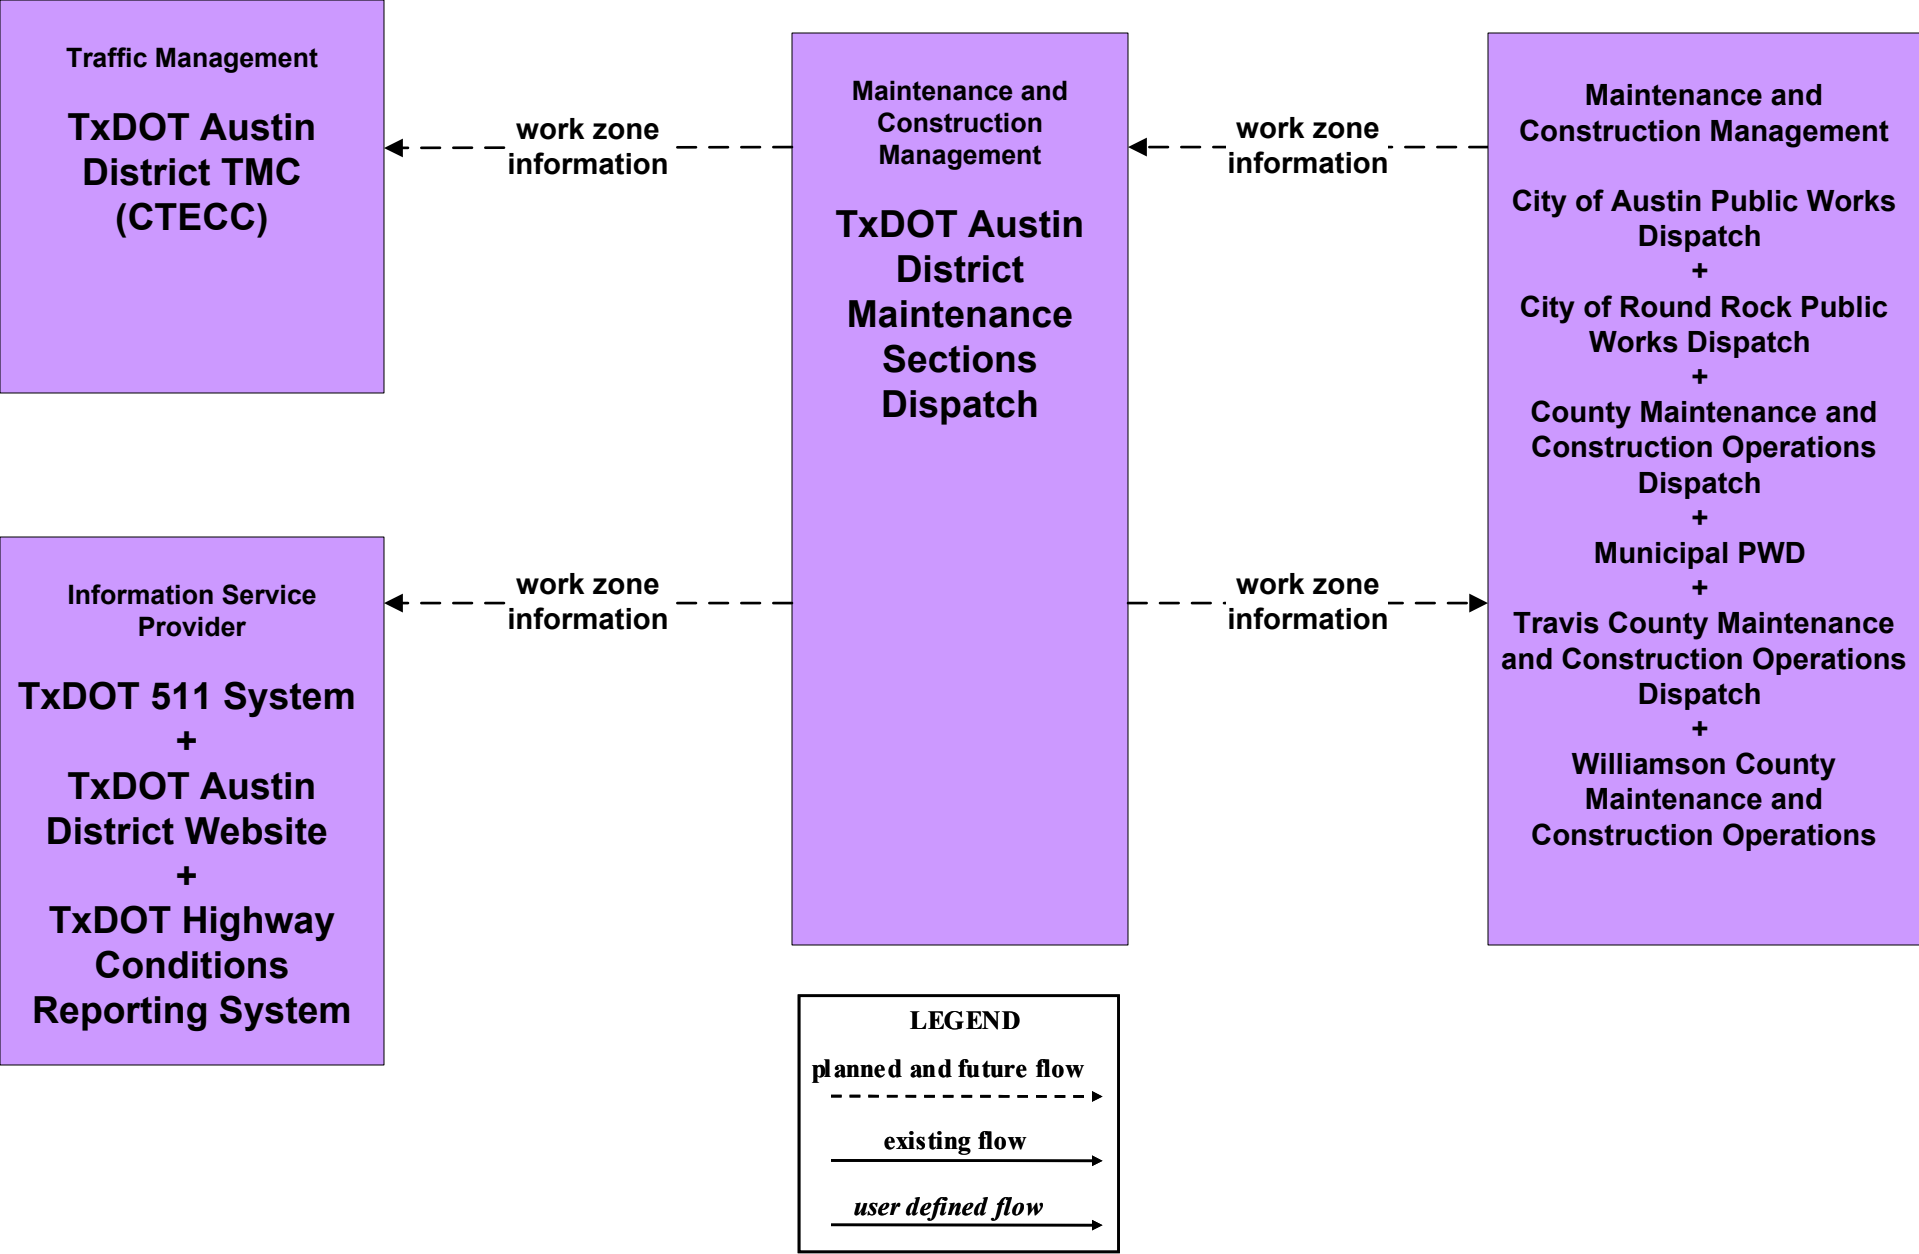 Traffic Management
TxDOT Austin
District TMC
(CTECC)
work zone
information
Maintenance and
Construction
Management
TxDOT Austin
District
Maintenance
Sections
Dispatch
work zone
information
Maintenance and
Construction Management
City of Austin Public Works
Dispatch
+
City of Round Rock Public
Works Dispatch
+
County Maintenance and
Construction Operations
Dispatch
+
Municipal PWD
+
Travis County Maintenance
and Construction Operations
Dispatch
+
Williamson County
Maintenance and
Construction Operations
Information Service
Provider
TxDOT 511 System
+
TxDOT Austin
District Website
+
TxDOT Highway
Conditions
Reporting System
work zone
information
work zone
information
LEGEND
planned and future flow
existing flow
user defined flow